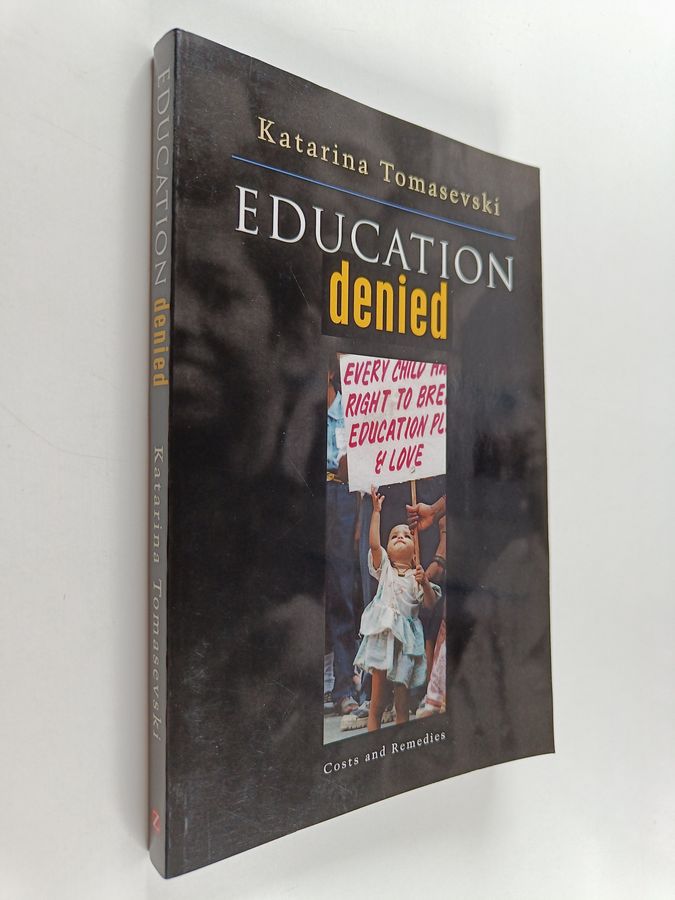 Katarina Tomasevski
EDUCATION
denied
EVERY CHILD HA
RIGHT TO BRE
EDUCATION PL
& LOVE
Costs and Remedies
EDUCATION denied Katarina Tomasevski Z